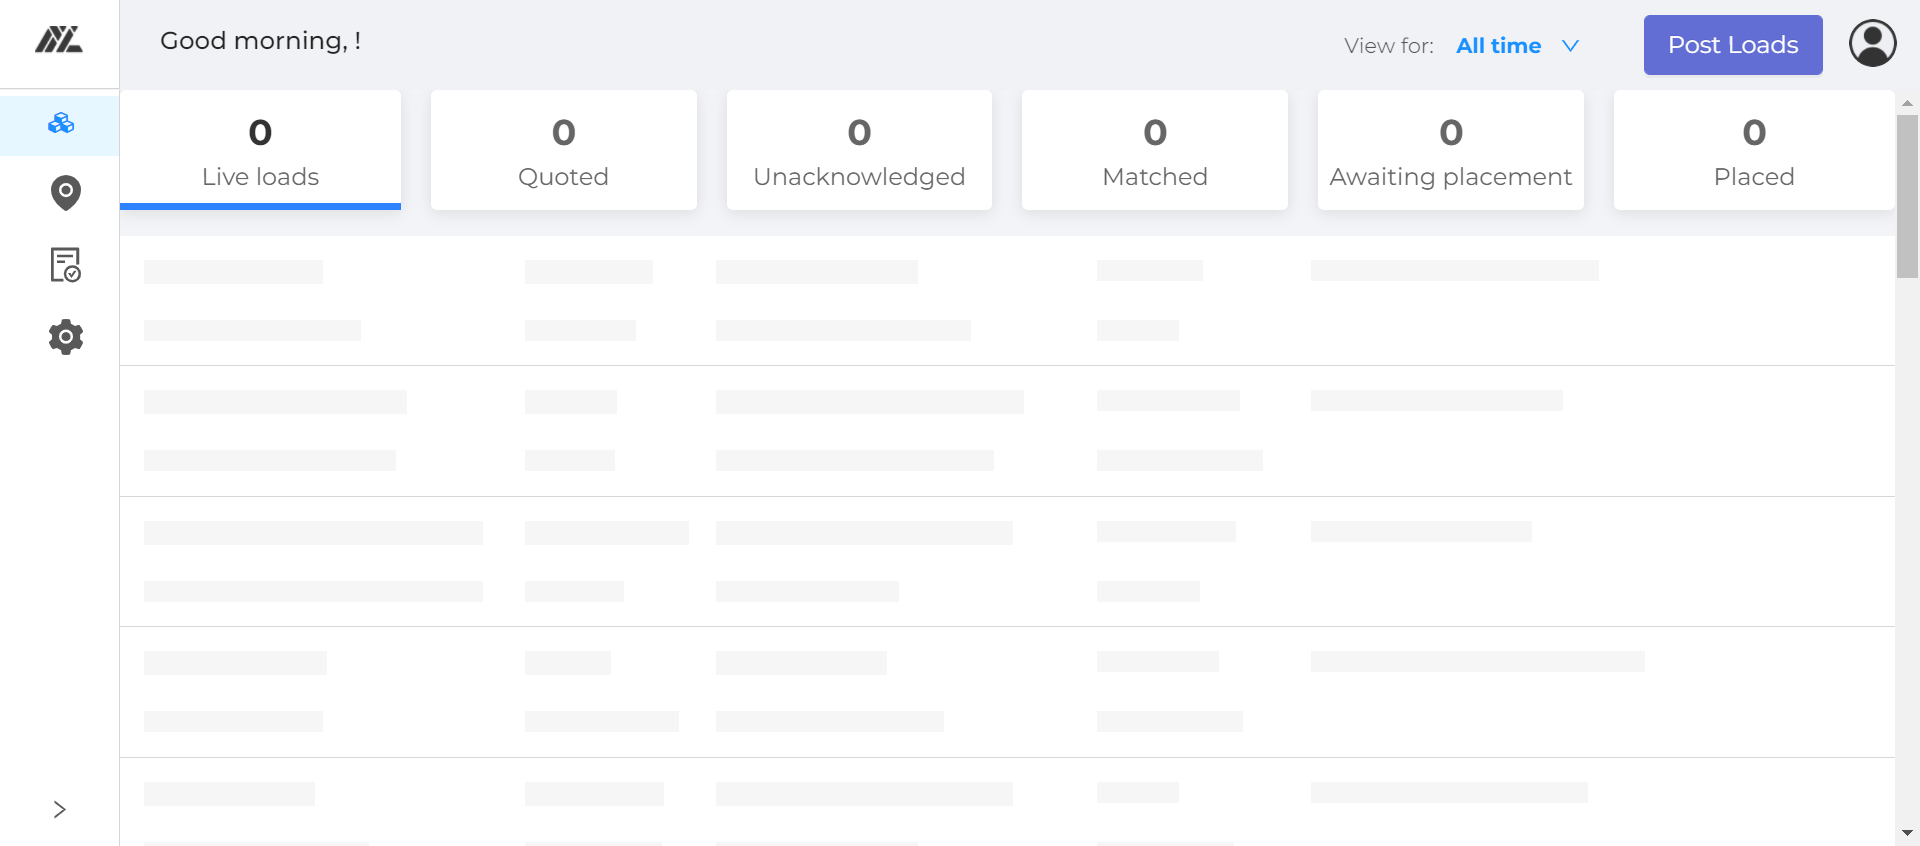 Good morning, !
View for: All time
Post Loads
0
Live loads
0
Quoted
0
Unacknowledged
0
Matched
0
Awaiting placement
0
Placed